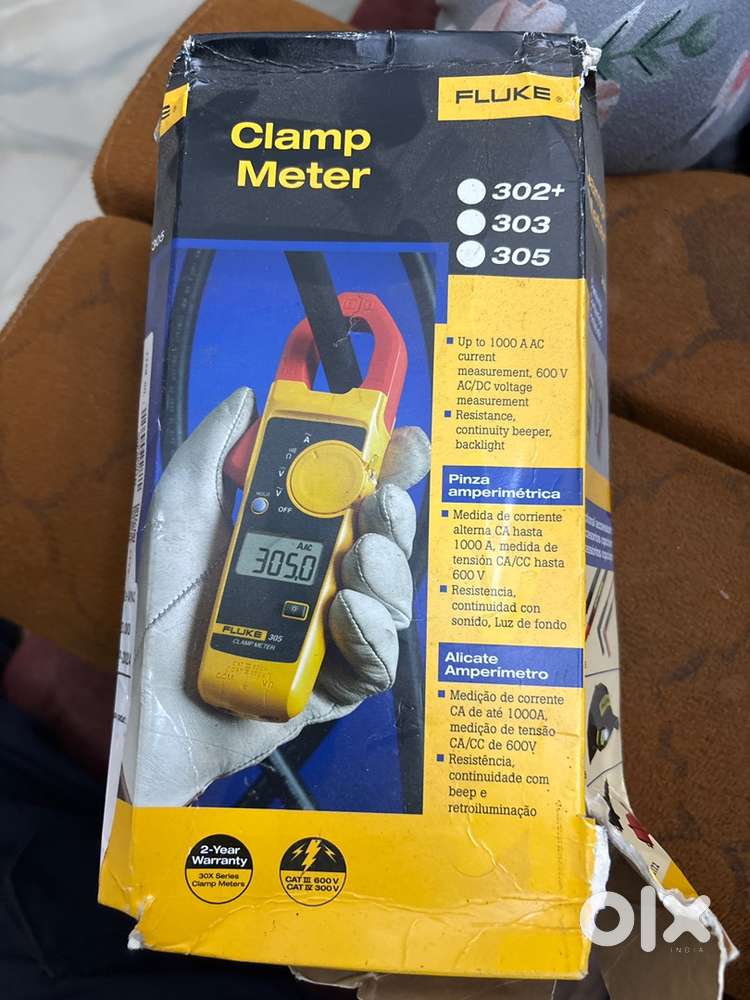 FLUKE®
Clamp
Meter
302+
303
305
Up to 1000 A AC
current
measurement, 600 V
AC/DC voltage
measurement
Resistance,
continuity beeper,
backlight
Pinza
amperimétrica
Medida de corriente
alterna CA hasta
1000 A, medida de
tensión CA/CC hasta
600 V
Resistencia,
continuidad con
sonido, Luz de fondo
Alicate
Amperímetro
Medição de corrente
CA de até 1000A,
medição de tensão
CA/CC de 600V
Resistência,
continuidade com
beep e
retroiluminação
A
Ṽ
V
OFF
HOLD
AAC
305.0
FLUKE 305
CLAMP METER
COM
VΩ
2-Year
Warranty
30X Series
Clamp Meters
CAT III 600 V
CAT IV 300 V
305
olx
INDIA